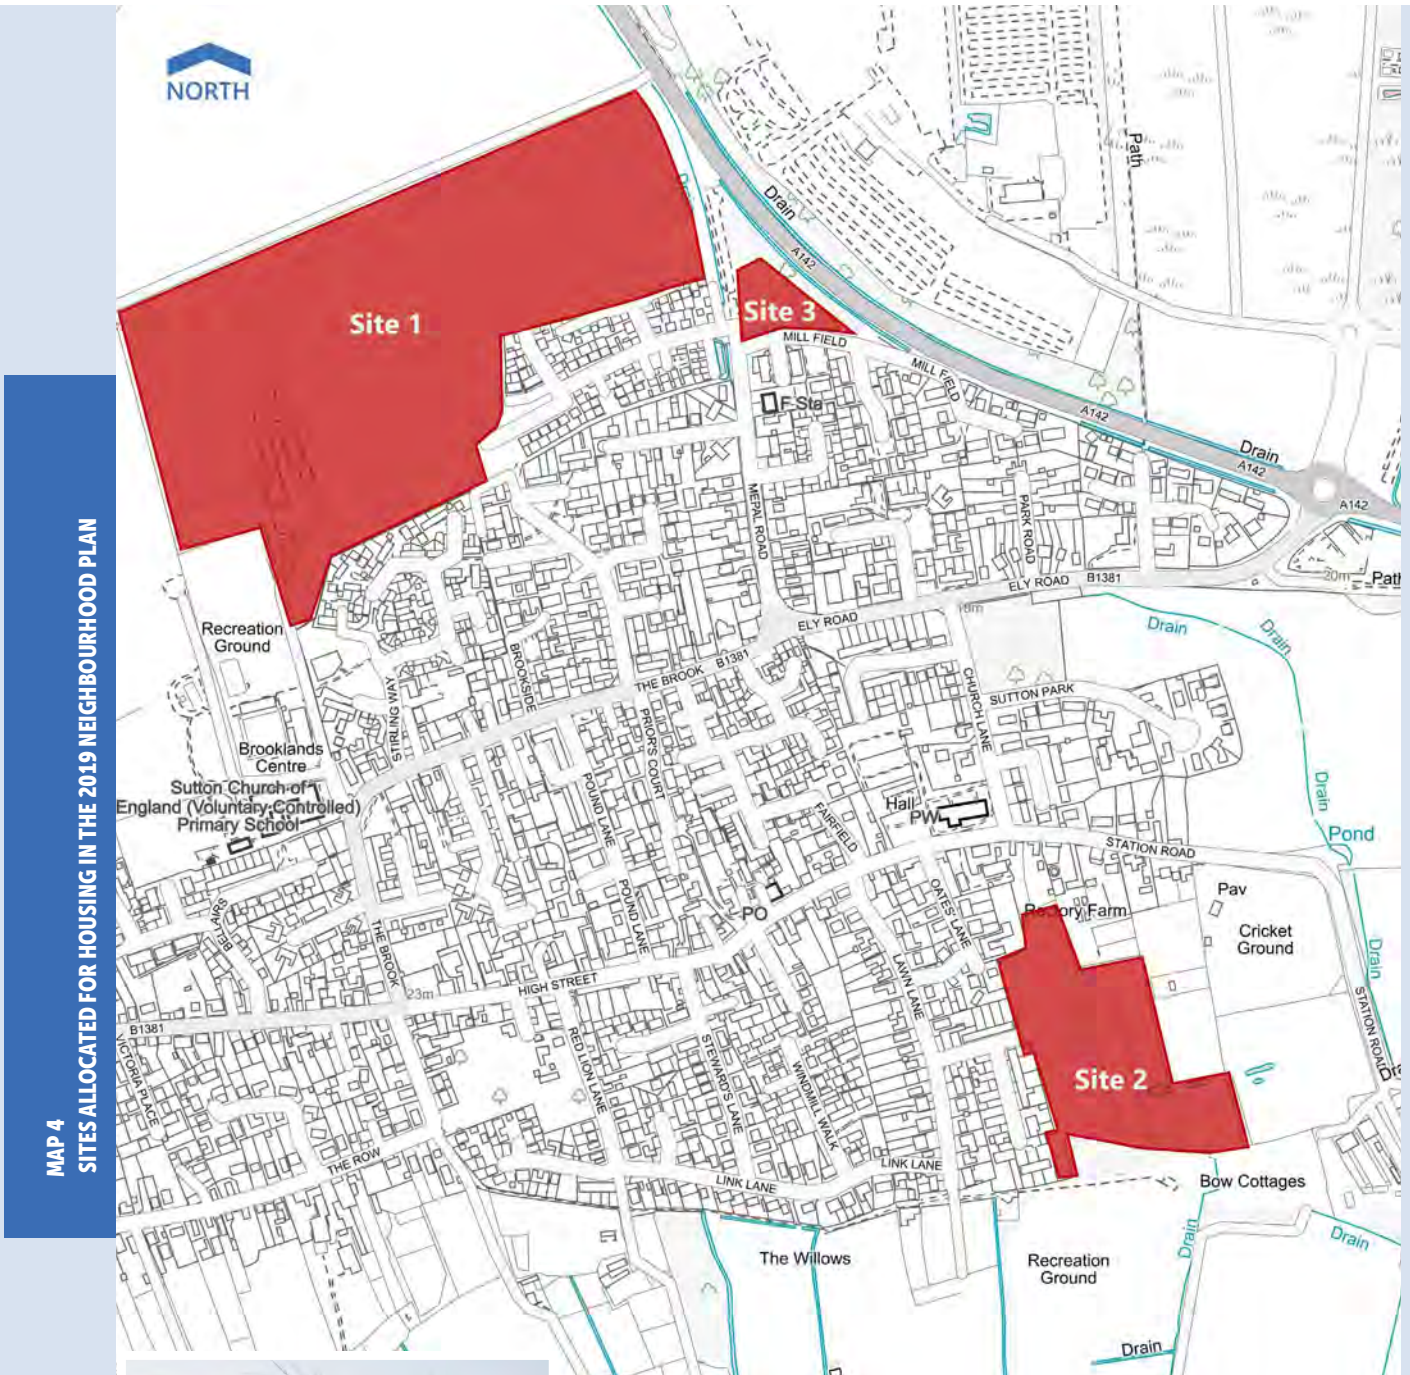 MAP 4
SITES ALLOCATED FOR HOUSING IN THE 2019 NEIGHBOURHOOD PLAN
NORTH
Path
Drain
A142
Site 1
Site 3
MILL FIELD
MILL FIELD
F Sta
A142
Drain
A142
A142
MEPAL ROAD
PARK ROAD
ELY ROAD
B1381
20m
Path
18m
ELY ROAD
Drain
Drain
Recreation
Ground
BROOKSIDE
THE BROOK
B1381
CHURCH LANE
SUTTON PARK
STIRLING WAY
PRIOR'S COURT
Brooklands
Centre
Sutton Church of
England (Voluntary Controlled)
Primary School
POUND LANE
FAIRFIELD
Hall
PW
Drain
Pond
STATION ROAD
BELLAIRS
POUND LANE
PO
OATES LANE
Rectory Farm
Pav
Cricket
Ground
THE BROOK
23m
HIGH STREET
LAWN LANE
Drain
STATION ROAD
B1381
VICTORIA PLACE
RED LION LANE
STEWARD'S LANE
WINDMILL WALK
Site 2
THE ROW
LINK LANE
LINK LANE
Bow Cottages
The Willows
Recreation
Ground
Drain
Drain
Drain